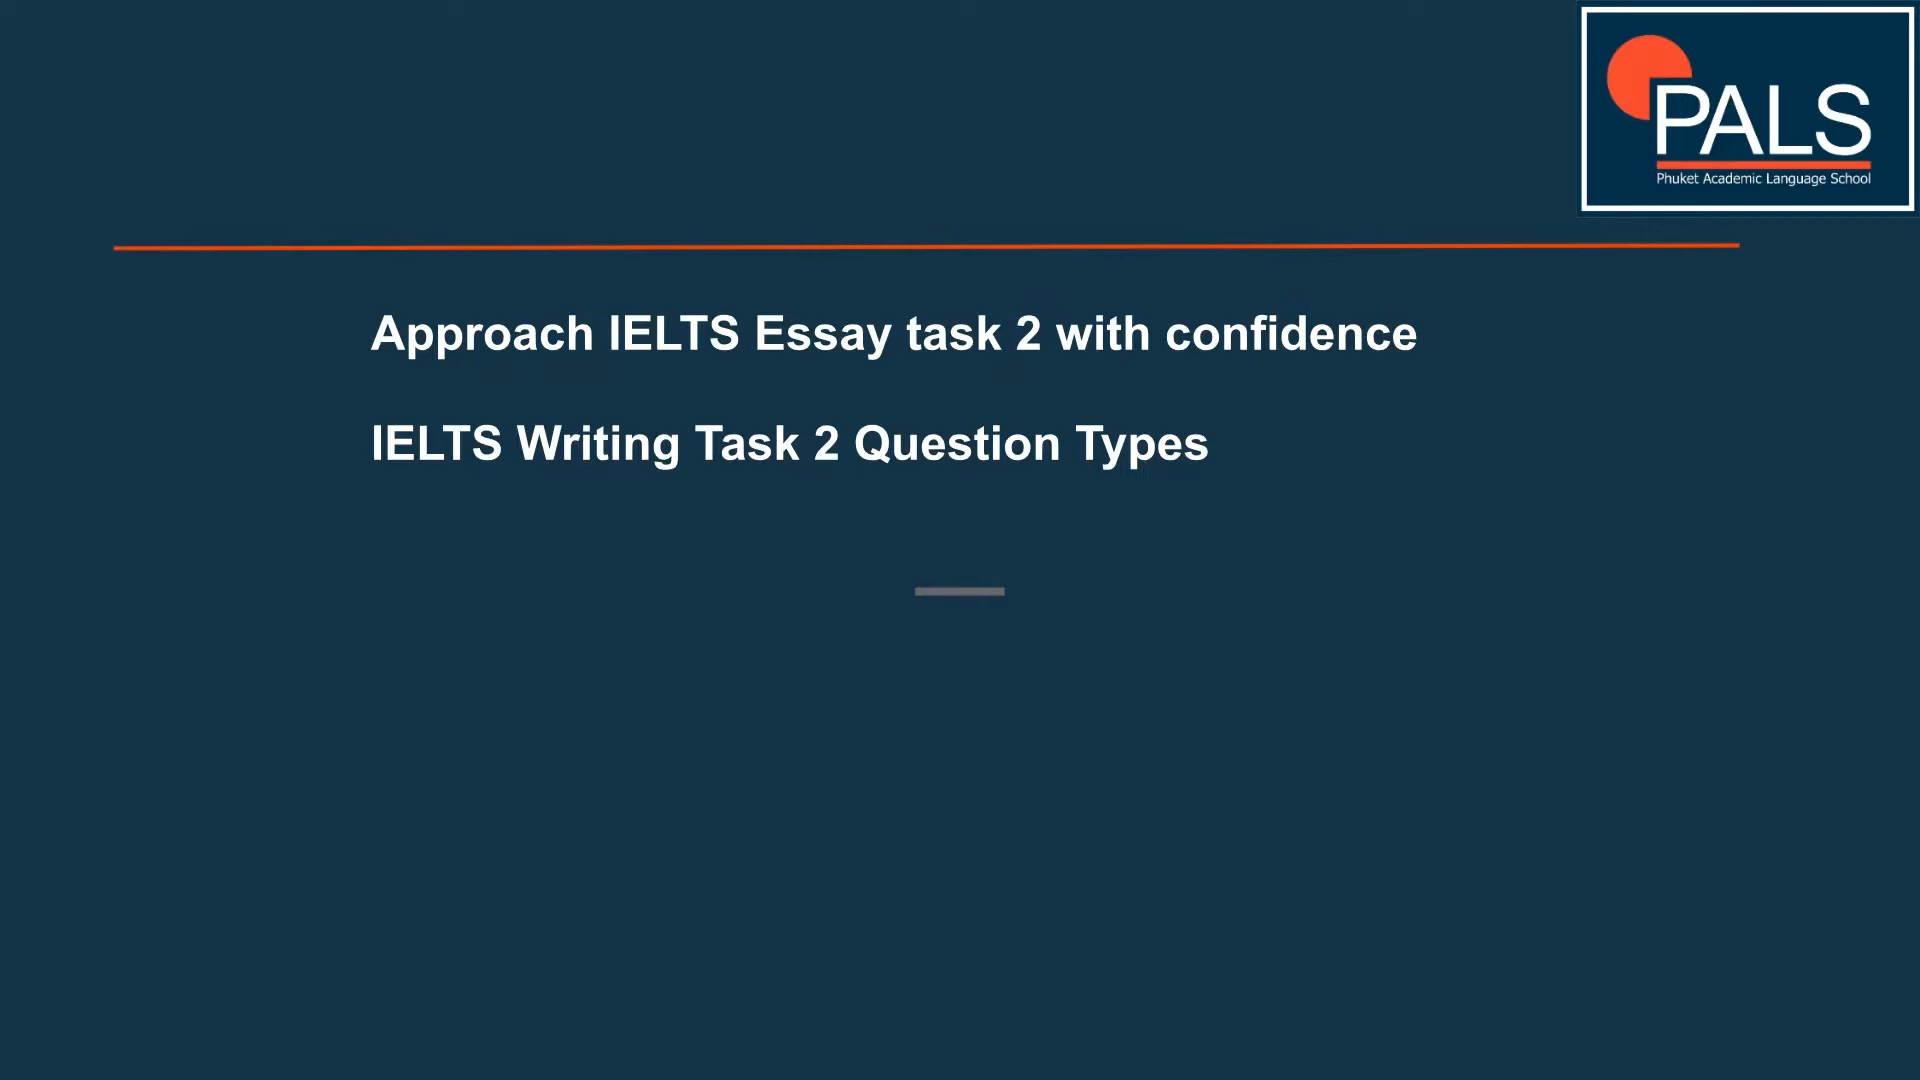 PALS
Phuket Academic Language School
Approach IELTS Essay task 2 with confidence
IELTS Writing Task 2 Question Types